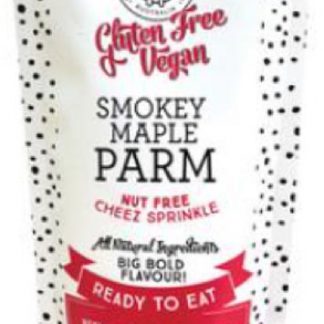 AUSTRALIA
Gluten Free
Vegan
SMOKEY
MAPLE
PARM
NUT FREE
CHEEZ SPRINKLE
All Natural Ingredients
BIG BOLD
FLAVOUR!
READY TO EAT